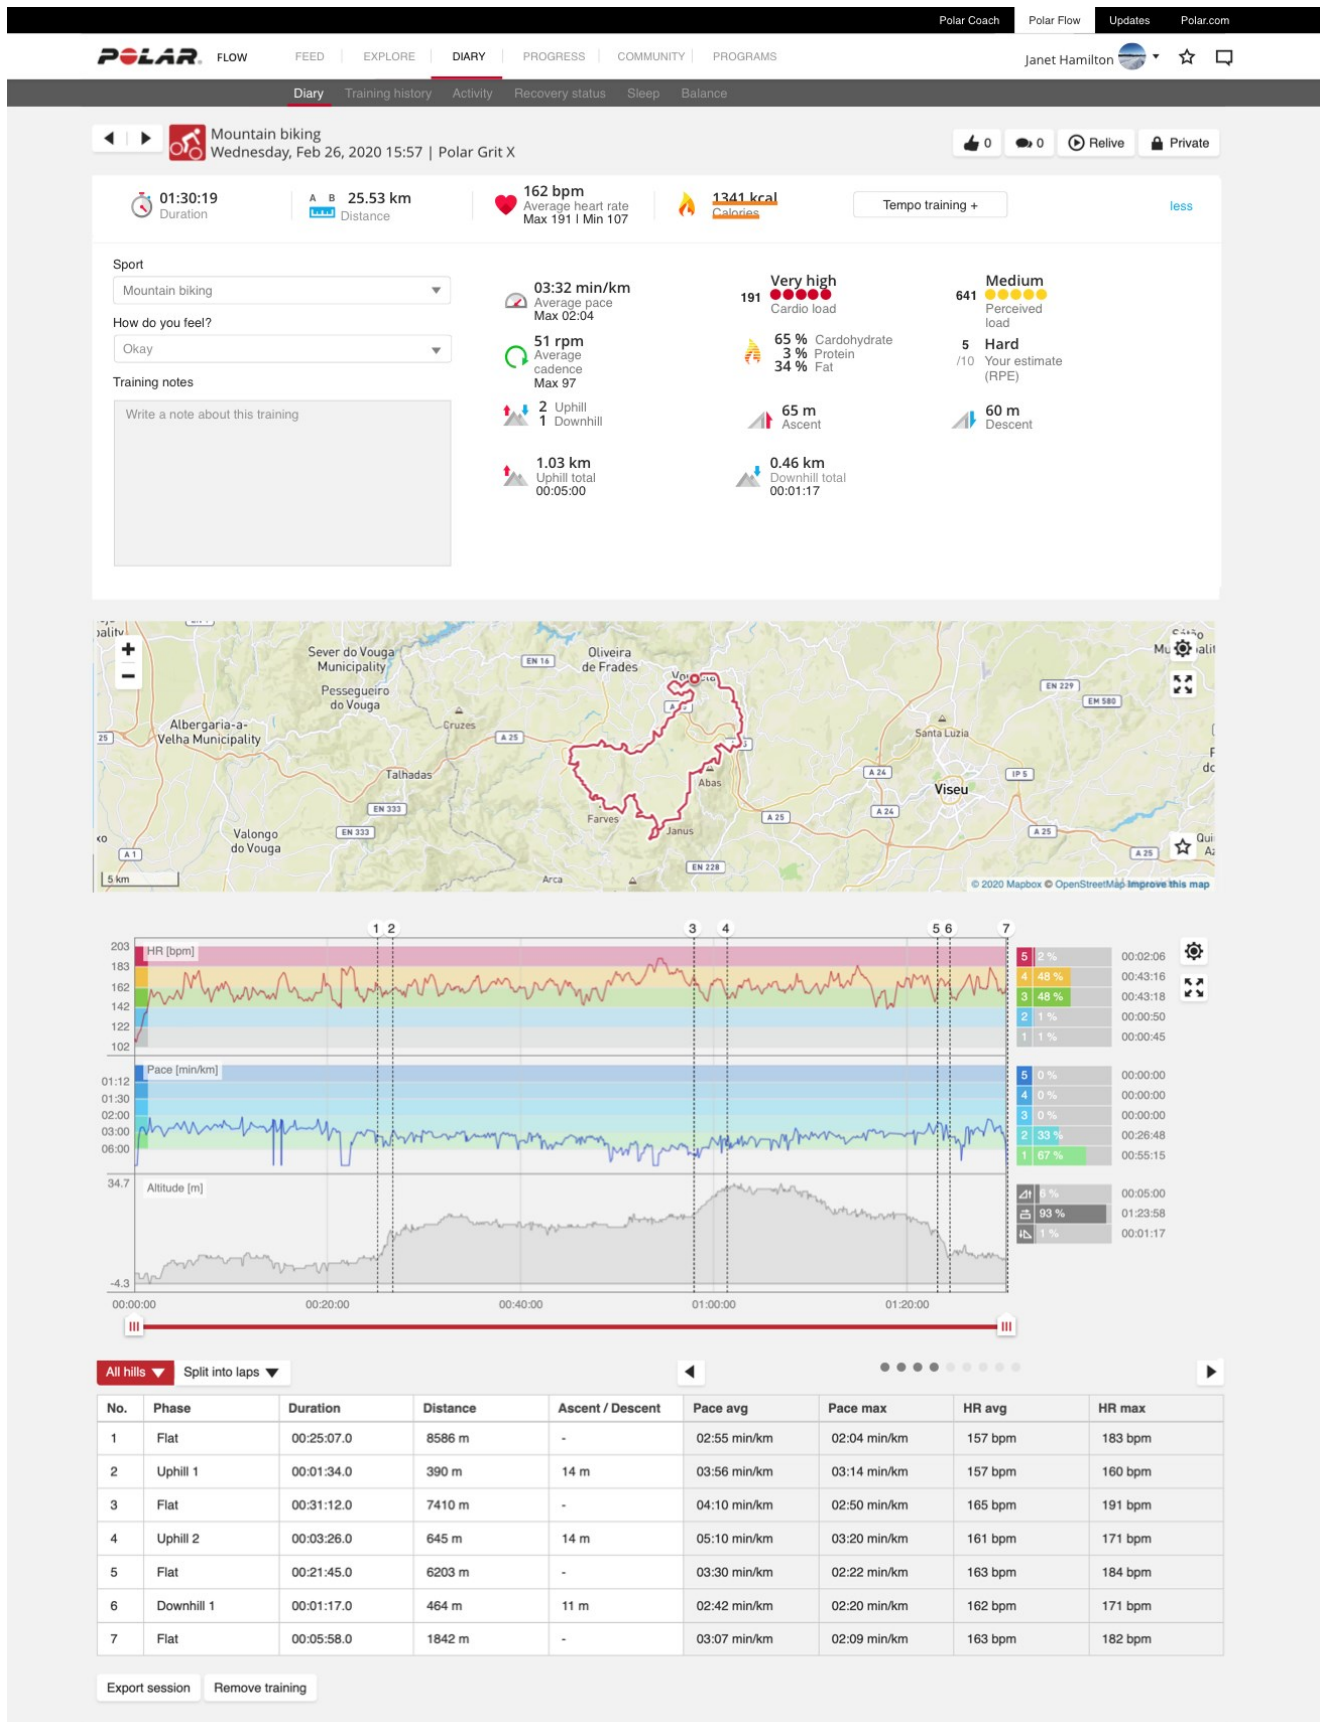 Polar Coach Polar Flow Updates Polar.com
POLAR. FLOW FEED EXPLORE DIARY PROGRESS COMMUNITY PROGRAMS Janet Hamilton
Diary Training history Activity Recovery status Sleep Balance
Mountain biking
Wednesday, Feb 26, 2020 15:57 | Polar Grit X
0 0 Relive Private
01:30:19
Duration
A B 25.53 km
Distance
162 bpm
Average heart rate
Max 191 | Min 107
1341 kcal
Calories
Tempo training +
less
Sport
Mountain biking
How do you feel?
Okay
Training notes
Write a note about this training
03:32 min/km
Average pace
Max 02:04
191 Very high
Cardio load
641 Medium
Perceived
load
51 rpm
Average
cadence
Max 97
65 % Cardohydrate
3 % Protein
34 % Fat
5 Hard
/10 Your estimate
(RPE)
2 Uphill
1 Downhill
65 m
Ascent
60 m
Descent
1.03 km
Uphill total
00:05:00
0.46 km
Downhill total
00:01:17
pality
+
−
Sever do Vouga
Municipality
Pessegueiro
do Vouga
Oliveira
de Frades
EN 16
EN 229
EM 580
Albergaria-a-
Velha Municipality
25
Cruzes
A 25
Santa Luzia
Talhadas
Abas
A 24
IP 5
Viseu
EN 333
A 24
Farves
Janus
A 25
EN 333
Valongo
do Vouga
A 25
A 1
A 25
Qui
EN 228
5 km
Arca
© 2020 Mapbox © OpenStreetMap Improve this map
1 2 3 4 5 6 7
HR [bpm]
203
183
162
142
122
102
5 2 % 00:02:06
4 48 % 00:43:16
3 48 % 00:43:18
2 1 % 00:00:50
1 1 % 00:00:45
Pace [min/km]
01:12
01:30
02:00
03:00
06:00
5 0 % 00:00:00
4 0 % 00:00:00
3 0 % 00:00:00
2 33 % 00:26:48
1 67 % 00:55:15
Altitude [m]
34.7
-4.3
6 % 00:05:00
93 % 01:23:58
1 % 00:01:17
00:00:00 00:20:00 00:40:00 01:00:00 01:20:00
All hills Split into laps
No. Phase Duration Distance Ascent / Descent Pace avg Pace max HR avg HR max
1 Flat 00:25:07.0 8586 m - 02:55 min/km 02:04 min/km 157 bpm 183 bpm
2 Uphill 1 00:01:34.0 390 m 14 m 03:56 min/km 03:14 min/km 157 bpm 160 bpm
3 Flat 00:31:12.0 7410 m - 04:10 min/km 02:50 min/km 165 bpm 191 bpm
4 Uphill 2 00:03:26.0 645 m 14 m 05:10 min/km 03:20 min/km 161 bpm 171 bpm
5 Flat 00:21:45.0 6203 m - 03:30 min/km 02:22 min/km 163 bpm 184 bpm
6 Downhill 1 00:01:17.0 464 m 11 m 02:42 min/km 02:20 min/km 162 bpm 171 bpm
7 Flat 00:05:58.0 1842 m - 03:07 min/km 02:09 min/km 163 bpm 182 bpm
Export session Remove training